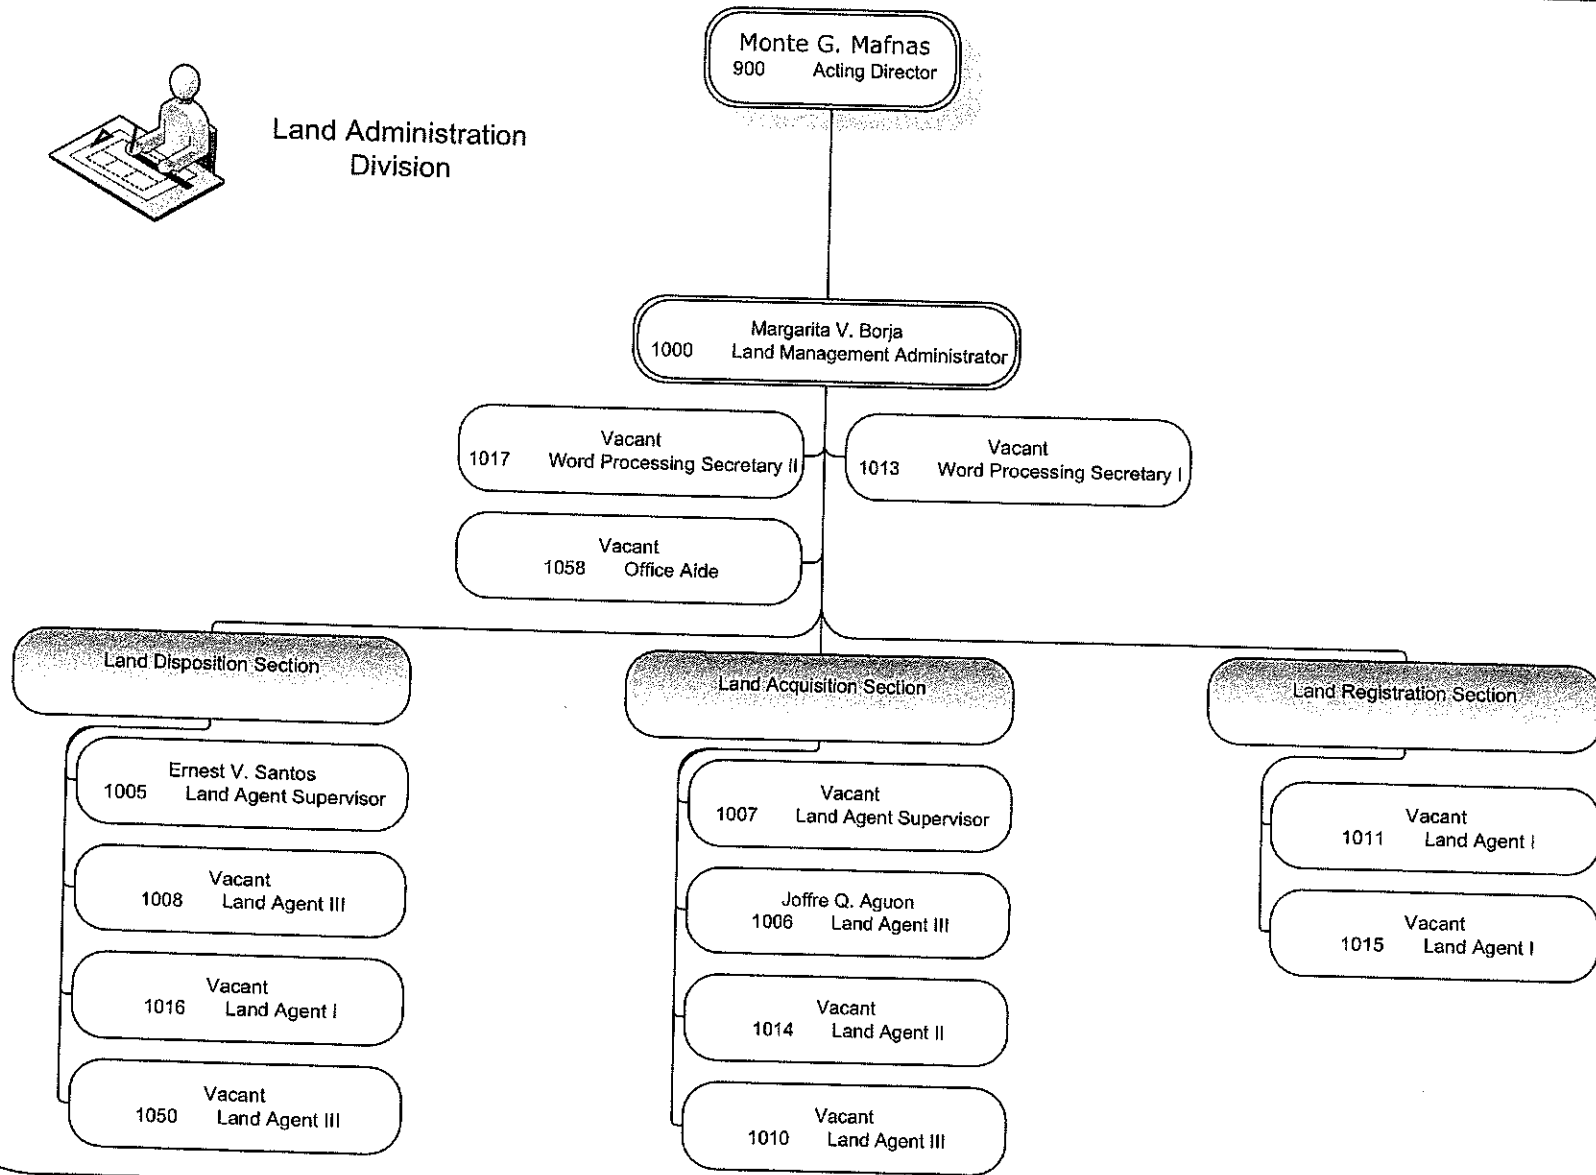 Monte G. Mafnas
900 Acting Director
Land Administration
Division
Margarita V. Borja
1000 Land Management Administrator
Vacant
1017 Word Processing Secretary II
Vacant
1013 Word Processing Secretary I
Vacant
1058 Office Aide
Land Disposition Section
Ernest V. Santos
1005 Land Agent Supervisor
Vacant
1008 Land Agent III
Vacant
1016 Land Agent I
Vacant
1050 Land Agent III
Land Acquisition Section
Vacant
1007 Land Agent Supervisor
Joffre Q. Aguon
1006 Land Agent III
Vacant
1014 Land Agent II
Vacant
1010 Land Agent III
Land Registration Section
Vacant
1011 Land Agent I
Vacant
1015 Land Agent I